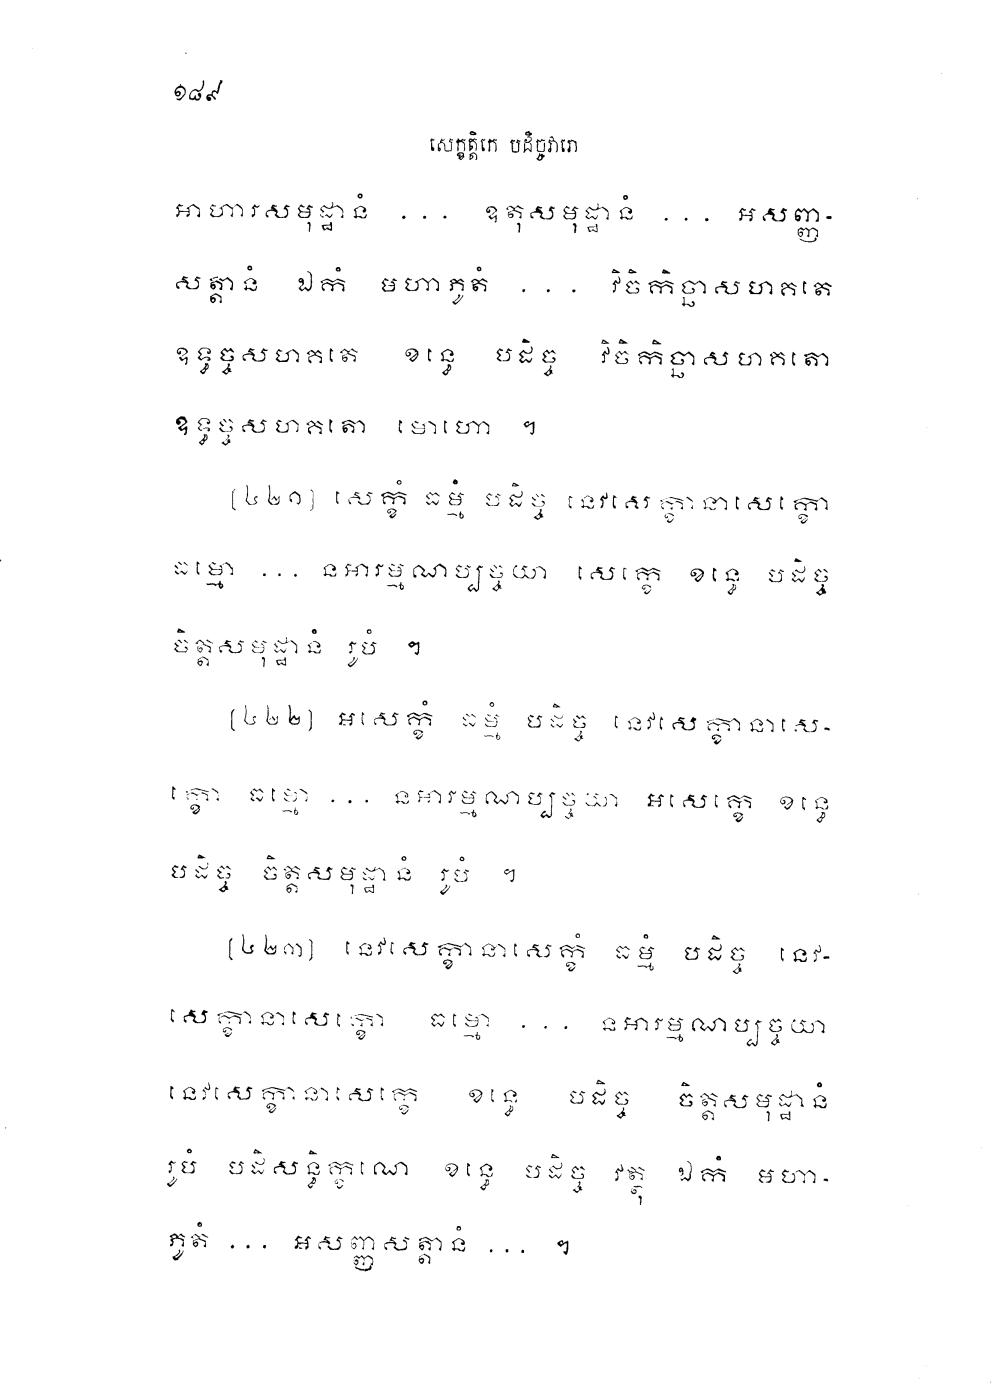 ១៨៩
សេក្ខត្តិកេ បដិច្ចវារោ
អាហារសមុដ្ឋានំ ... ឧតុសមុដ្ឋានំ ... អសញ្ញ-
សត្តានំ ឯកំ មហាភូតំ ... វិចិកិច្ឆាសហគតេ
ឧទ្ធច្ចសហគតេ ខន្ធេ បដិច្ច វិចិកិច្ឆាសហគតោ
ឧទ្ធច្ចសហគតោ មោហោ ។
[៤២១] សេក្ខំ ធម្មំ បដិច្ច នេវសេក្ខានាសេក្ខោ
ធម្មោ ... នអារម្មណប្បច្ចយា សេក្ខេ ខន្ធេ បដិច្ច
ចិត្តសមុដ្ឋានំ រូបំ ។
[៤២២] អសេក្ខំ ធម្មំ បដិច្ច នេវសេក្ខានាសេ-
ក្ខោ ធម្មោ ... នអារម្មណប្បច្ចយា អសេក្ខេ ខន្ធេ
បដិច្ច ចិត្តសមុដ្ឋានំ រូបំ ។
[៤២៣] នេវសេក្ខានាសេក្ខំ ធម្មំ បដិច្ច នេវ-
សេក្ខានាសេក្ខោ ធម្មោ ... នអារម្មណប្បច្ចយា
នេវសេក្ខានាសេក្ខេ ខន្ធេ បដិច្ច ចិត្តសមុដ្ឋានំ
រូបំ បដិសន្ធិក្ខណេ ខន្ធេ បដិច្ច វត្ថុ ឯកំ មហា-
ភូតំ ... អសញ្ញសត្តានំ ... ។